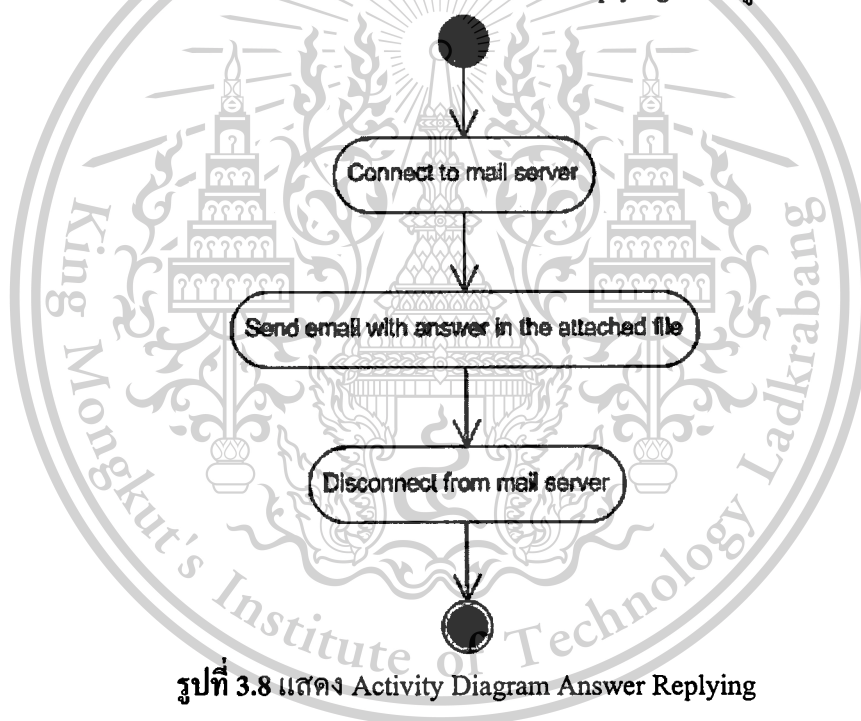 Connect to mail server
Send email with answer in the attached file
Disconnect from mail server
King Mongkut's Institute of Technology Ladkrabang
รูปที่ 3.8 แสดง Activity Diagram Answer Replying